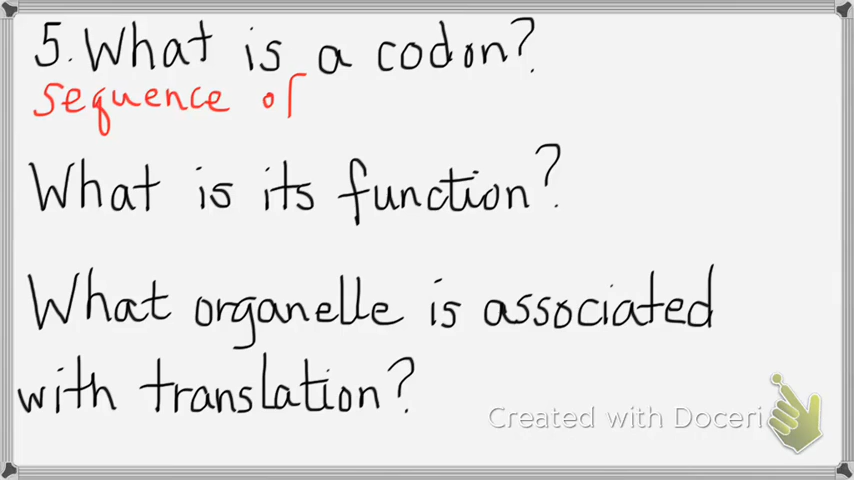 5. What is a codon?
sequence of
What is its function?
What organelle is associated
with translation?
Created with Doceri